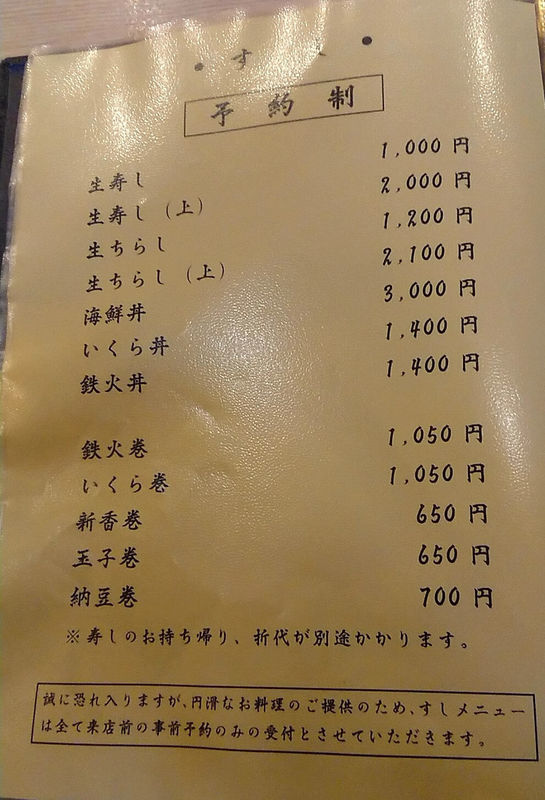 予約制
生寿し 1,000円
生寿し(上) 2,000円
生ちらし 1,200円
生ちらし(上) 2,100円
海鮮丼 3,000円
いくら丼 1,400円
鉄火丼 1,400円
鉄火巻 1,050円
いくら巻 1,050円
新香巻 650円
玉子巻 650円
納豆巻 700円
※寿しのお持ち帰り、折代が別途かかります。
誠に恐れ入りますが、円滑なお料理のご提供のため、すしメニュー
は全て来店前の事前予約のみの受付とさせていただきます。